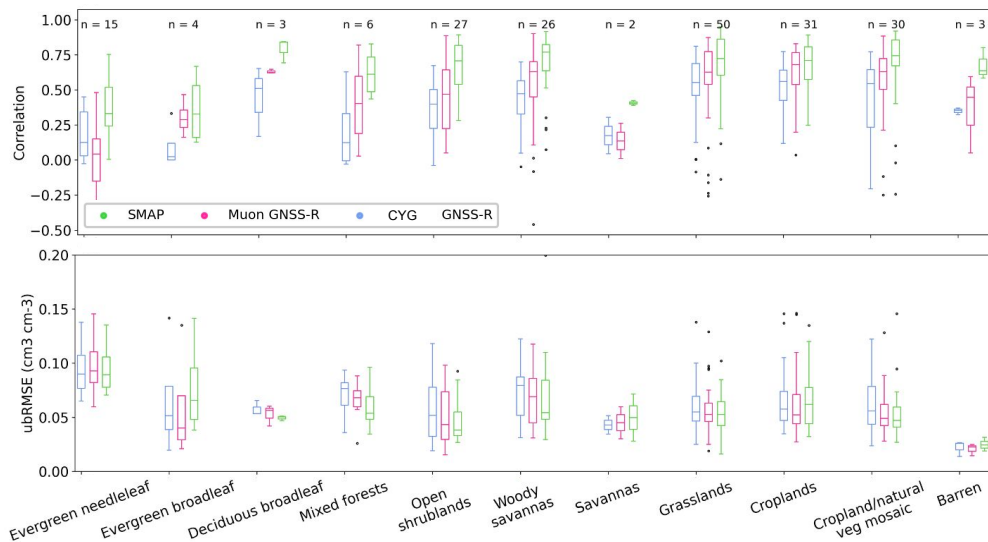 1.00
n = 15 n = 4 n = 3 n = 6 n = 27 n = 26 n = 2 n = 50 n = 31 n = 30 n = 3
0.75
0.50
0.25
0.00
−0.25
−0.50
Correlation
SMAP Muon GNSS-R CYG GNSS-R
0.20
0.15
0.10
0.05
0.00
ubRMSE (cm3 cm-3)
Evergreen needleleaf
Evergreen broadleaf
Deciduous broadleaf
Mixed forests
Open
shrublands
Woody
savannas
Savannas
Grasslands
Croplands
Cropland/natural
veg mosaic
Barren